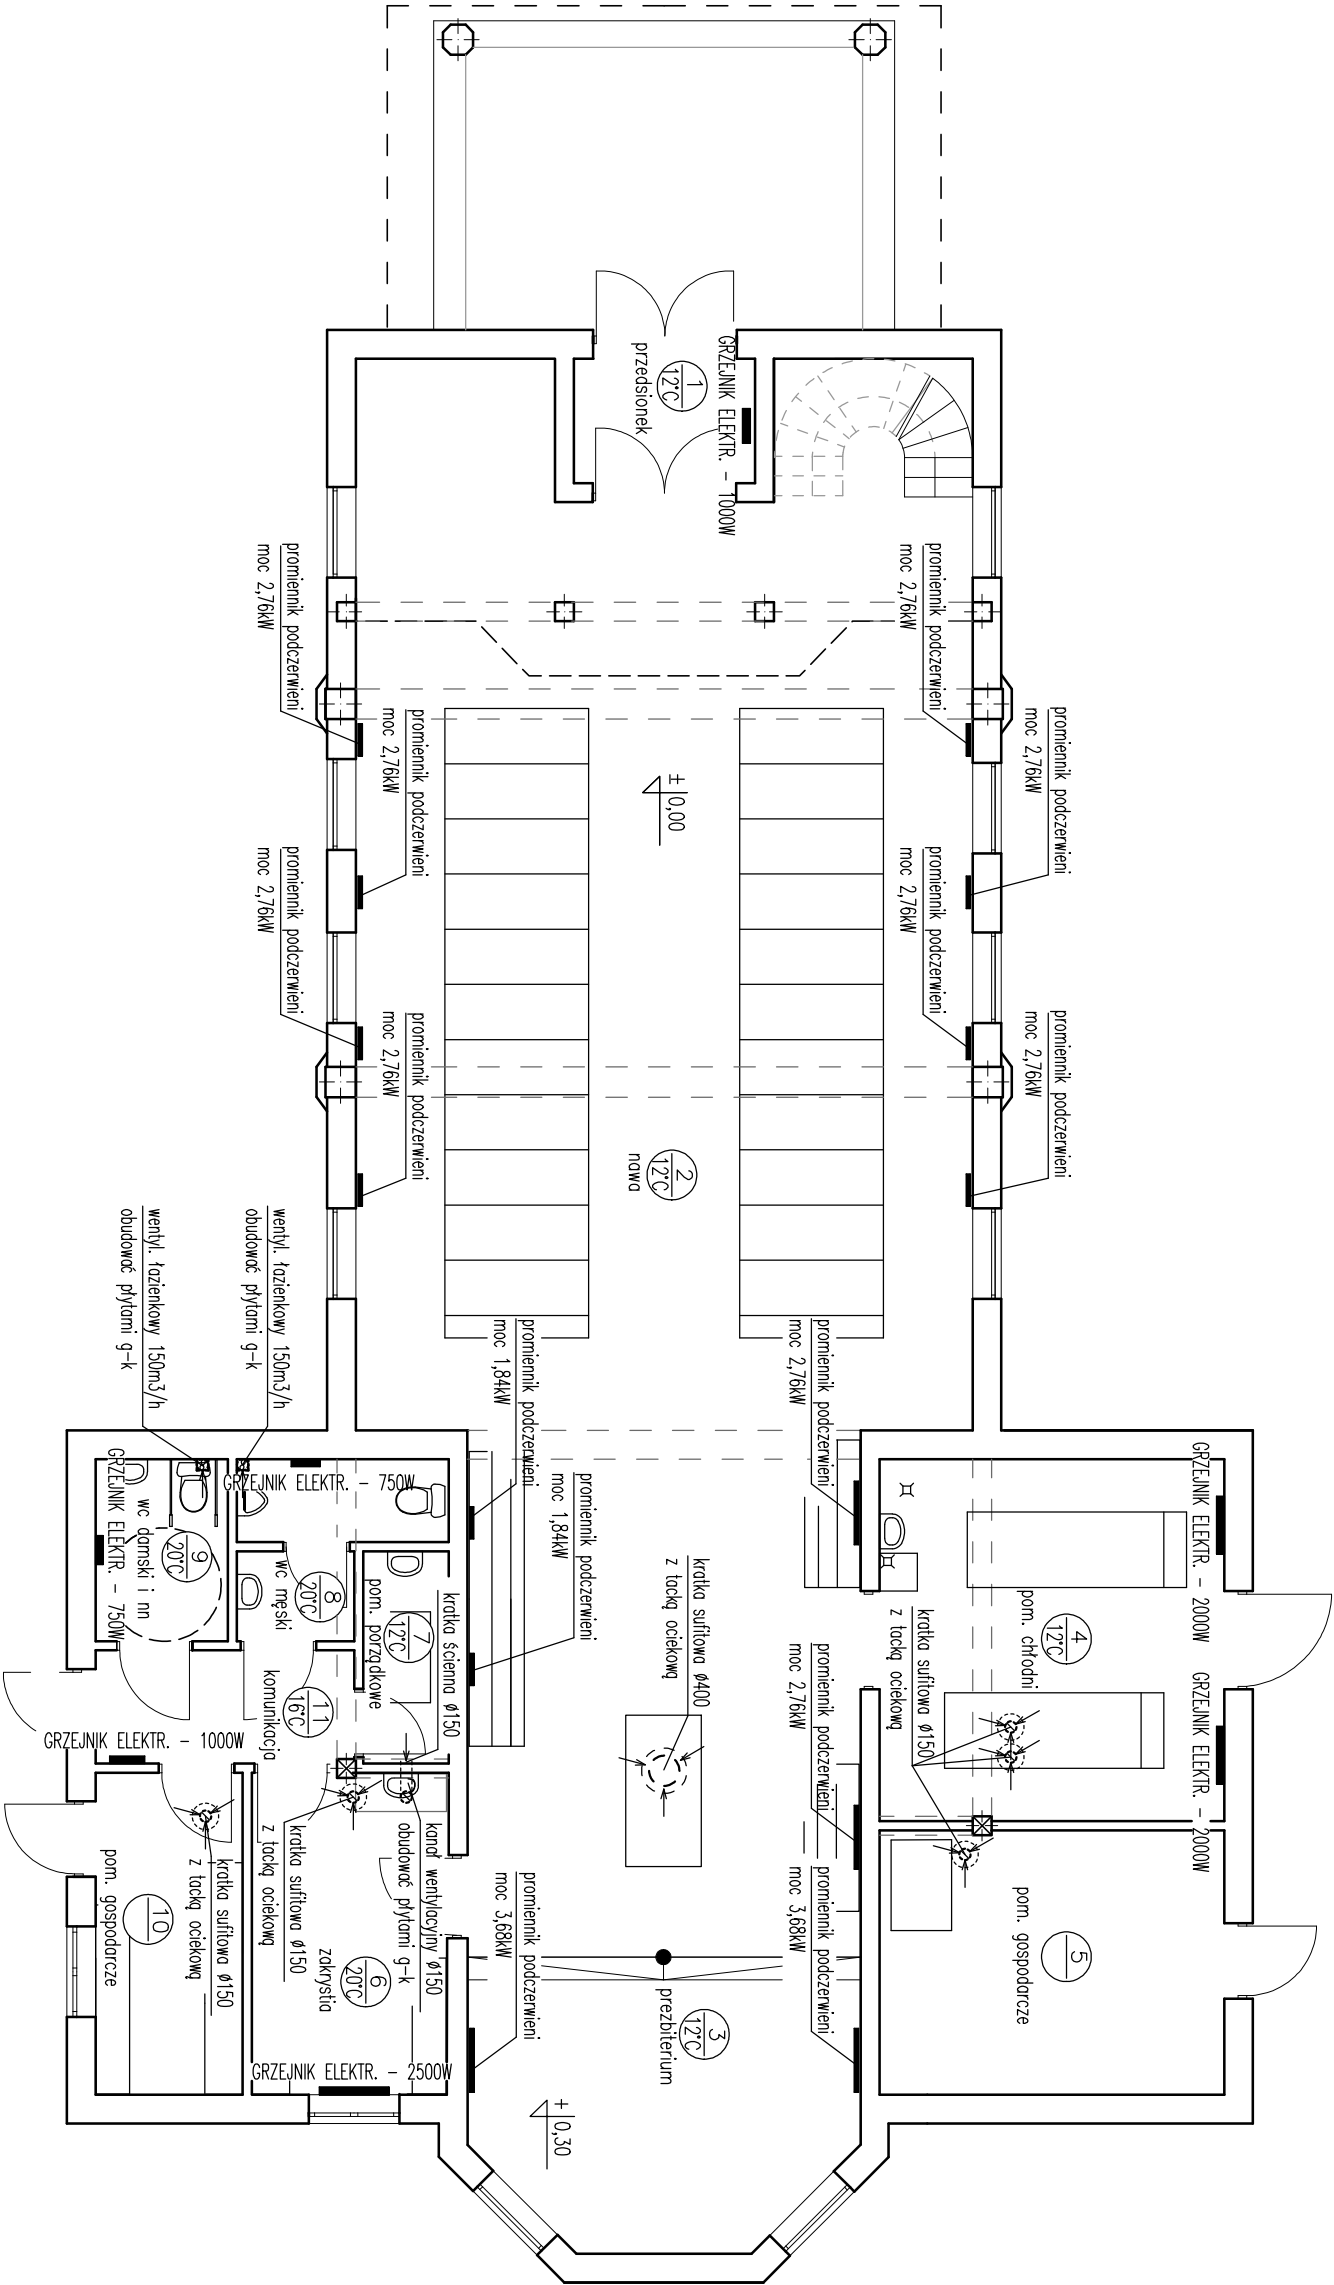 GRZEJNIK ELEKTR. - 1000W
1
12°C
przedsionek
promiennik podczerwieni
moc 2,76kW
promiennik podczerwieni
moc 2,76kW
promiennik podczerwieni
moc 2,76kW
promiennik podczerwieni
moc 2,76kW
± 0,00
promiennik podczerwieni
moc 2,76kW
promiennik podczerwieni
moc 2,76kW
promiennik podczerwieni
moc 2,76kW
promiennik podczerwieni
moc 2,76kW
2
12°C
nawa
wentyl. łazienkowy 150m3/h
obudować płytami g-k
wentyl. łazienkowy 150m3/h
obudować płytami g-k
promiennik podczerwieni
moc 2,76kW
promiennik podczerwieni
moc 1,84kW
promiennik podczerwieni
moc 1,84kW
GRZEJNIK ELEKTR. - 2000W
GRZEJNIK ELEKTR. - 2000W
4
12°C
pom. chłodni
kratka sufitowa ø150
z tacką ociekową
kratka sufitowa ø400
z tacką ociekową
promiennik podczerwieni
moc 2,76kW
GRZEJNIK ELEKTR. - 750W
8
20°C
wc męski
7
12°C
pom. porządkowe
kratka ścienna ø150
9
20°C
wc damski i nn
GRZEJNIK ELEKTR. - 750W
11
16°C
komunikacja
GRZEJNIK ELEKTR. - 1000W
5
pom. gospodarcze
promiennik podczerwieni
moc 3,68kW
promiennik podczerwieni
moc 3,68kW
kanał wentylacyjny ø150
obudować płytami g-k
6
20°C
zakrystia
kratka sufitowa ø150
z tacką ociekową
kratka sufitowa ø150
z tacką ociekową
10
pom. gospodarcze
GRZEJNIK ELEKTR. - 2500W
3
12°C
prezbiterium
+ 0,30